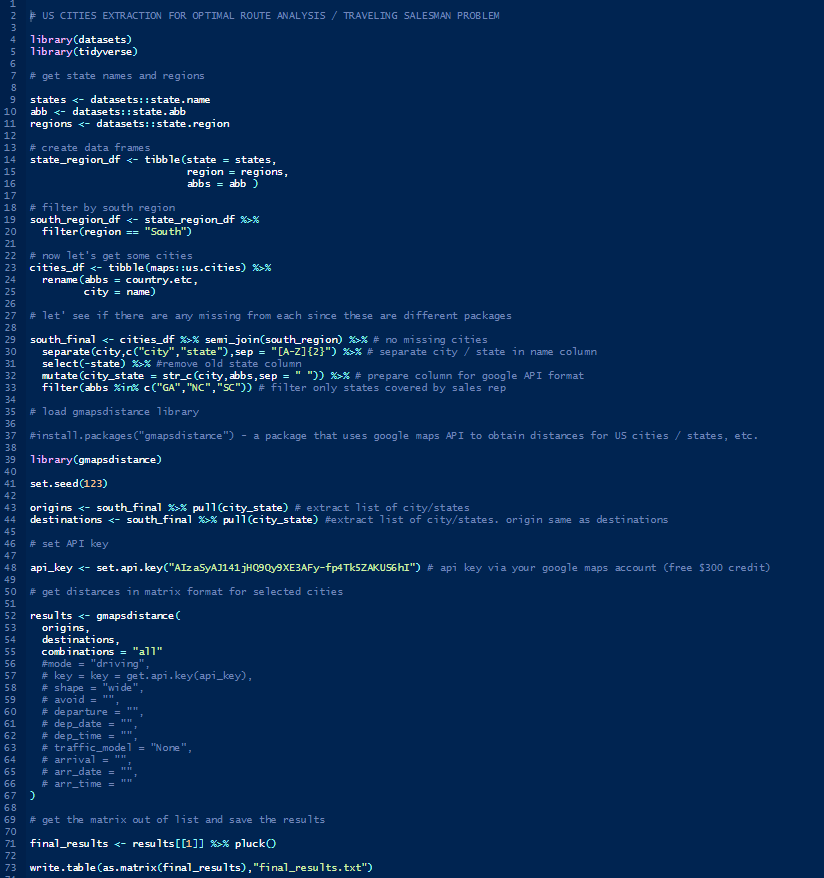 1
2 # US CITIES EXTRACTION FOR OPTIMAL ROUTE ANALYSIS / TRAVELING SALESMAN PROBLEM
3
4 library(datasets)
5 library(tidyverse)
6
7 # get state names and regions
8
9 states <- datasets::state.name
10 abb <- datasets::state.abb
11 regions <- datasets::state.region
12
13 # create data frames
14 state_region_df <- tibble(state = states,
15 region = regions,
16 abbs = abb )
17
18 # filter by south region
19 south_region_df <- state_region_df %>%
20 filter(region == "South")
21
22 # now let's get some cities
23 cities_df <- tibble(maps::us.cities) %>%
24 rename(abbs = country.etc,
25 city = name)
26
27 # let' see if there are any missing from each since these are different packages
28
29 south_final <- cities_df %>% semi_join(south_region) %>% # no missing cities
30 separate(city,c("city","state"),sep = "[A-Z]{2}") %>% # separate city / state in name column
31 select(-state) %>% #remove old state column
32 mutate(city_state = str_c(city,abbs,sep = " ")) %>% # prepare column for google API format
33 filter(abbs %in% c("GA","NC","SC")) # filter only states covered by sales rep
34
35 # load gmapsdistance library
36
37 #install.packages("gmapsdistance") - a package that uses google maps API to obtain distances for US cities / states, etc.
38
39 library(gmapsdistance)
40
41 set.seed(123)
42
43 origins <- south_final %>% pull(city_state) # extract list of city/states
44 destinations <- south_final %>% pull(city_state) #extract list of city/states. origin same as destinations
45
46 # set API key
47
48 api_key <- set.api.key("AIzaSyAJ141jHQ9Qy9XE3AFy-fp4Tk5ZAKUS6hI") # api key via your google maps account (free $300 credit)
49
50 # get distances in matrix format for selected cities
51
52 results <- gmapsdistance(
53 origins,
54 destinations,
55 combinations = "all"
56 #mode = "driving",
57 # key = key = get.api.key(api_key),
58 # shape = "wide",
59 # avoid = "",
60 # departure = "",
61 # dep_date = "",
62 # dep_time = "",
63 # traffic_model = "None",
64 # arrival = "",
65 # arr_date = "",
66 # arr_time = ""
67 )
68
69 # get the matrix out of list and save the results
70
71 final_results <- results[[1]] %>% pluck()
72
73 write.table(as.matrix(final_results),"final_results.txt")